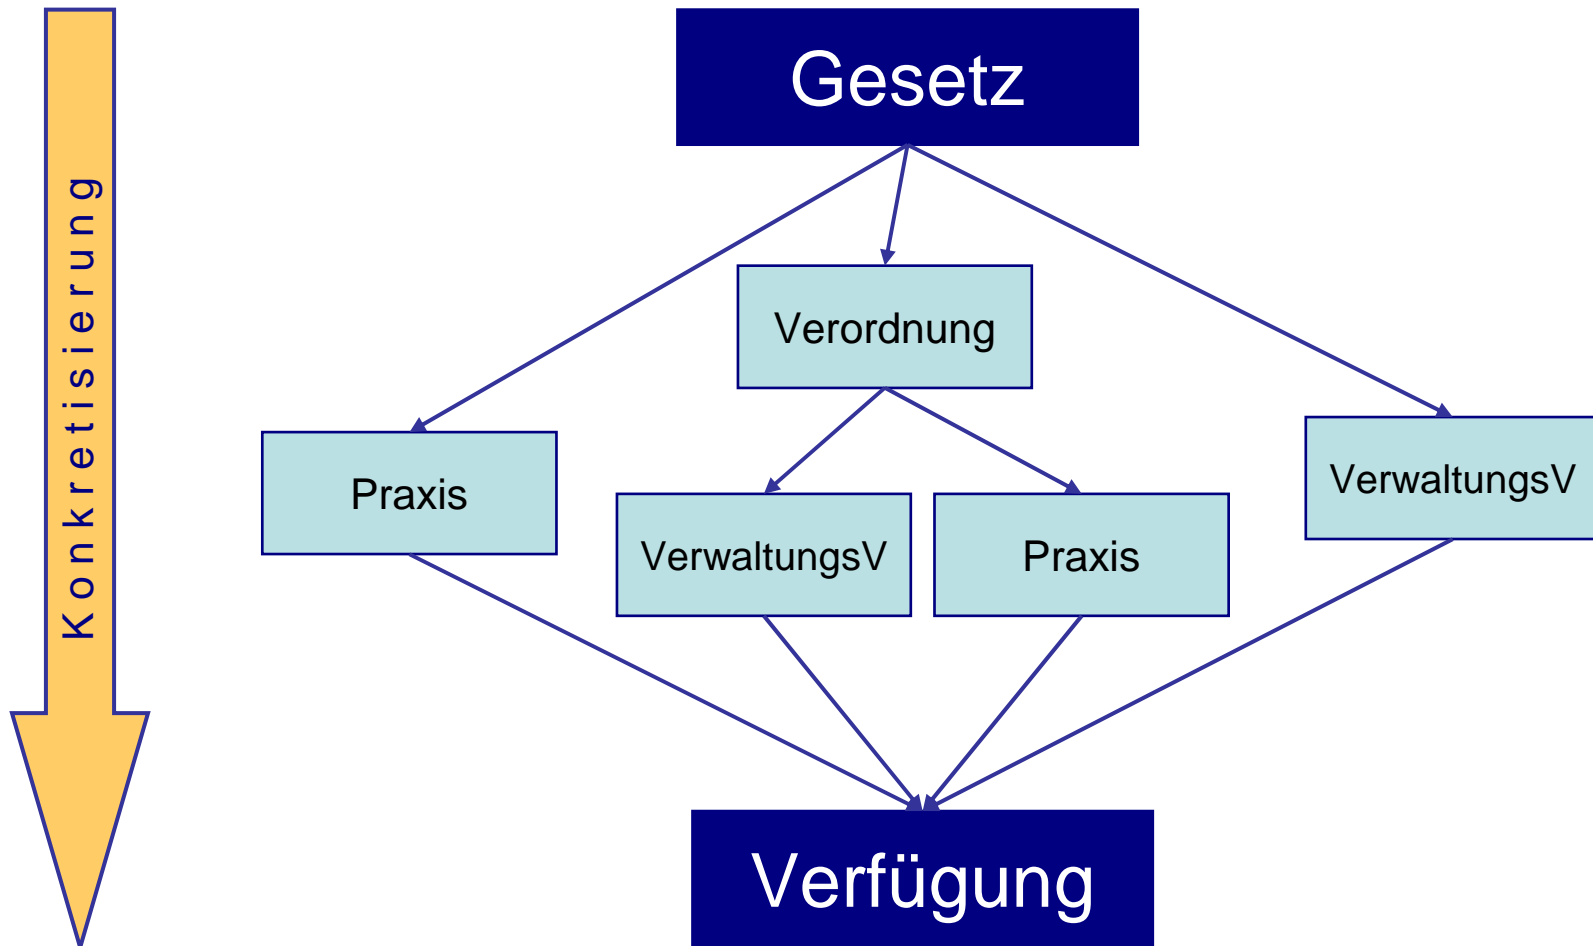 Gesetz
Konkretisierung
Verordnung
Praxis
VerwaltungsV
Praxis
VerwaltungsV
Verfügung